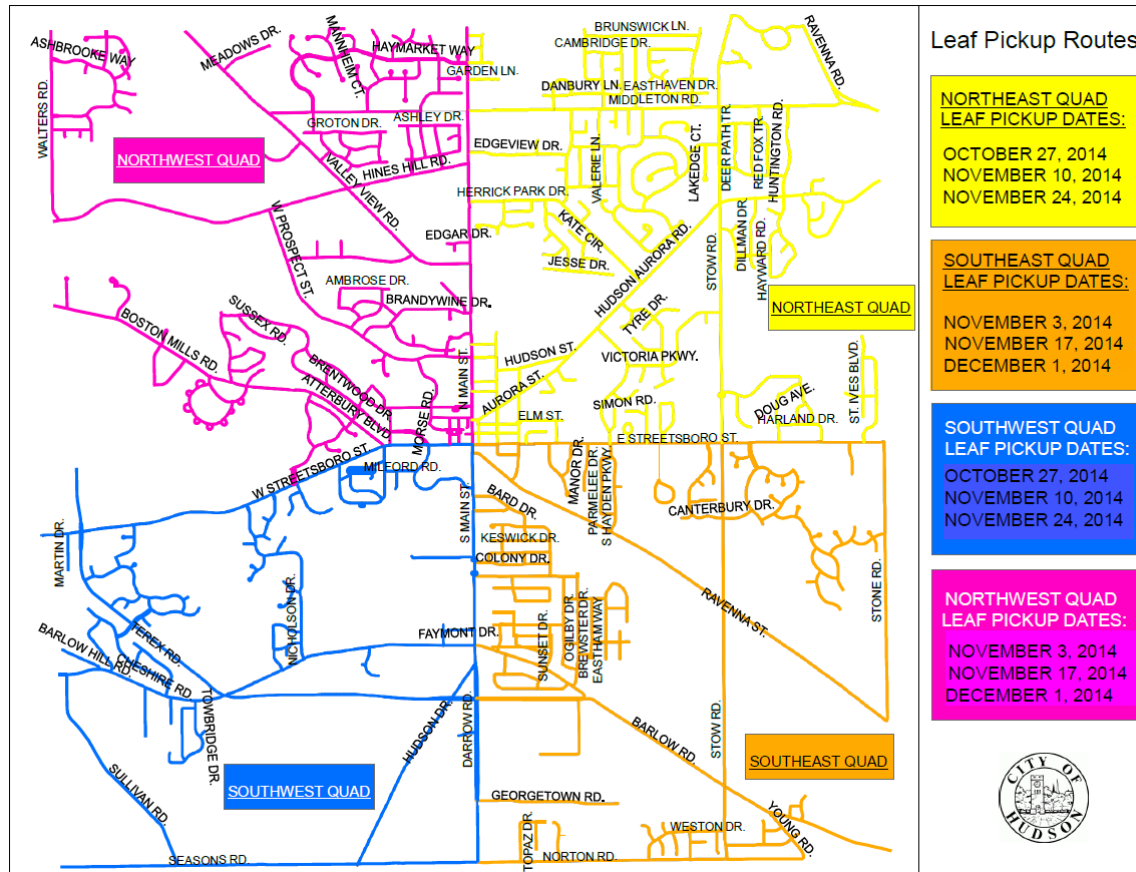 ASHBROOKE WAY
MEADOWS DR.
MANNHEIM CT.
HAYMARKET WAY
GARDEN LN.
BRUNSWICK LN.
CAMBRIDGE DR.
RAVENNA RD.
DANBURY LN.
EASTHAVEN DR.
MIDDLETON RD.
WALTERS RD.
GROTON DR.
ASHLEY DR.
NORTHWEST QUAD
VALLEY VIEW RD.
HINES HILL RD.
EDGEVIEW DR.
VALERIE LN.
LAKEDGE CT.
DEER PATH TR.
RED FOX TR.
HUNTINGTON RD.
HERRICK PARK DR.
KATE CIR.
W PROSPECT ST.
EDGAR DR.
JESSE DR.
HUDSON AURORA RD.
STOW RD.
DILLMAN DR.
HAYWARD RD.
AMBROSE DR.
BRANDYWINE DR.
NORTHEAST QUAD
SUSSEX RD.
BOSTON MILLS RD.
TYRE DR.
HUDSON ST.
VICTORIA PKWY.
N MAIN ST.
BRENTWOOD DR.
ATTERBURY BLVD.
MORSE RD.
AURORA ST.
ELM ST.
SIMON RD.
DOUG AVE.
HARLAND DR.
ST. IVES BLVD.
E STREETSBORO ST.
W STREETSBORO ST.
MILFORD RD.
S MAIN ST.
BARD DR.
MANOR DR.
PARMELEE DR.
S HAYDEN PKWY.
CANTERBURY DR.
KESWICK DR.
COLONY DR.
MARTIN DR.
NICHOLSON DR.
RAVENNA ST.
STONE RD.
FAYMONT DR.
SUNSET DR.
OGILBY DR.
BREWSTER DR.
EASTHAM WAY
TEREX RD.
BARLOW HILL RD.
CHESHIRE RD.
TOWBRIDGE DR.
HUDSON DR.
DARROW RD.
BARLOW RD.
STOW RD.
SOUTHEAST QUAD
SULLIVAN RD.
SOUTHWEST QUAD
GEORGETOWN RD.
TOPAZ DR.
WESTON DR.
YOUNG RD.
SEASONS RD.
NORTON RD.
Leaf Pickup Routes
NORTHEAST QUAD
LEAF PICKUP DATES:
OCTOBER 27, 2014
NOVEMBER 10, 2014
NOVEMBER 24, 2014
SOUTHEAST QUAD
LEAF PICKUP DATES:
NOVEMBER 3, 2014
NOVEMBER 17, 2014
DECEMBER 1, 2014
SOUTHWEST QUAD
LEAF PICKUP DATES:
OCTOBER 27, 2014
NOVEMBER 10, 2014
NOVEMBER 24, 2014
NORTHWEST QUAD
LEAF PICKUP DATES:
NOVEMBER 3, 2014
NOVEMBER 17, 2014
DECEMBER 1, 2014
CITY OF
HUDSON